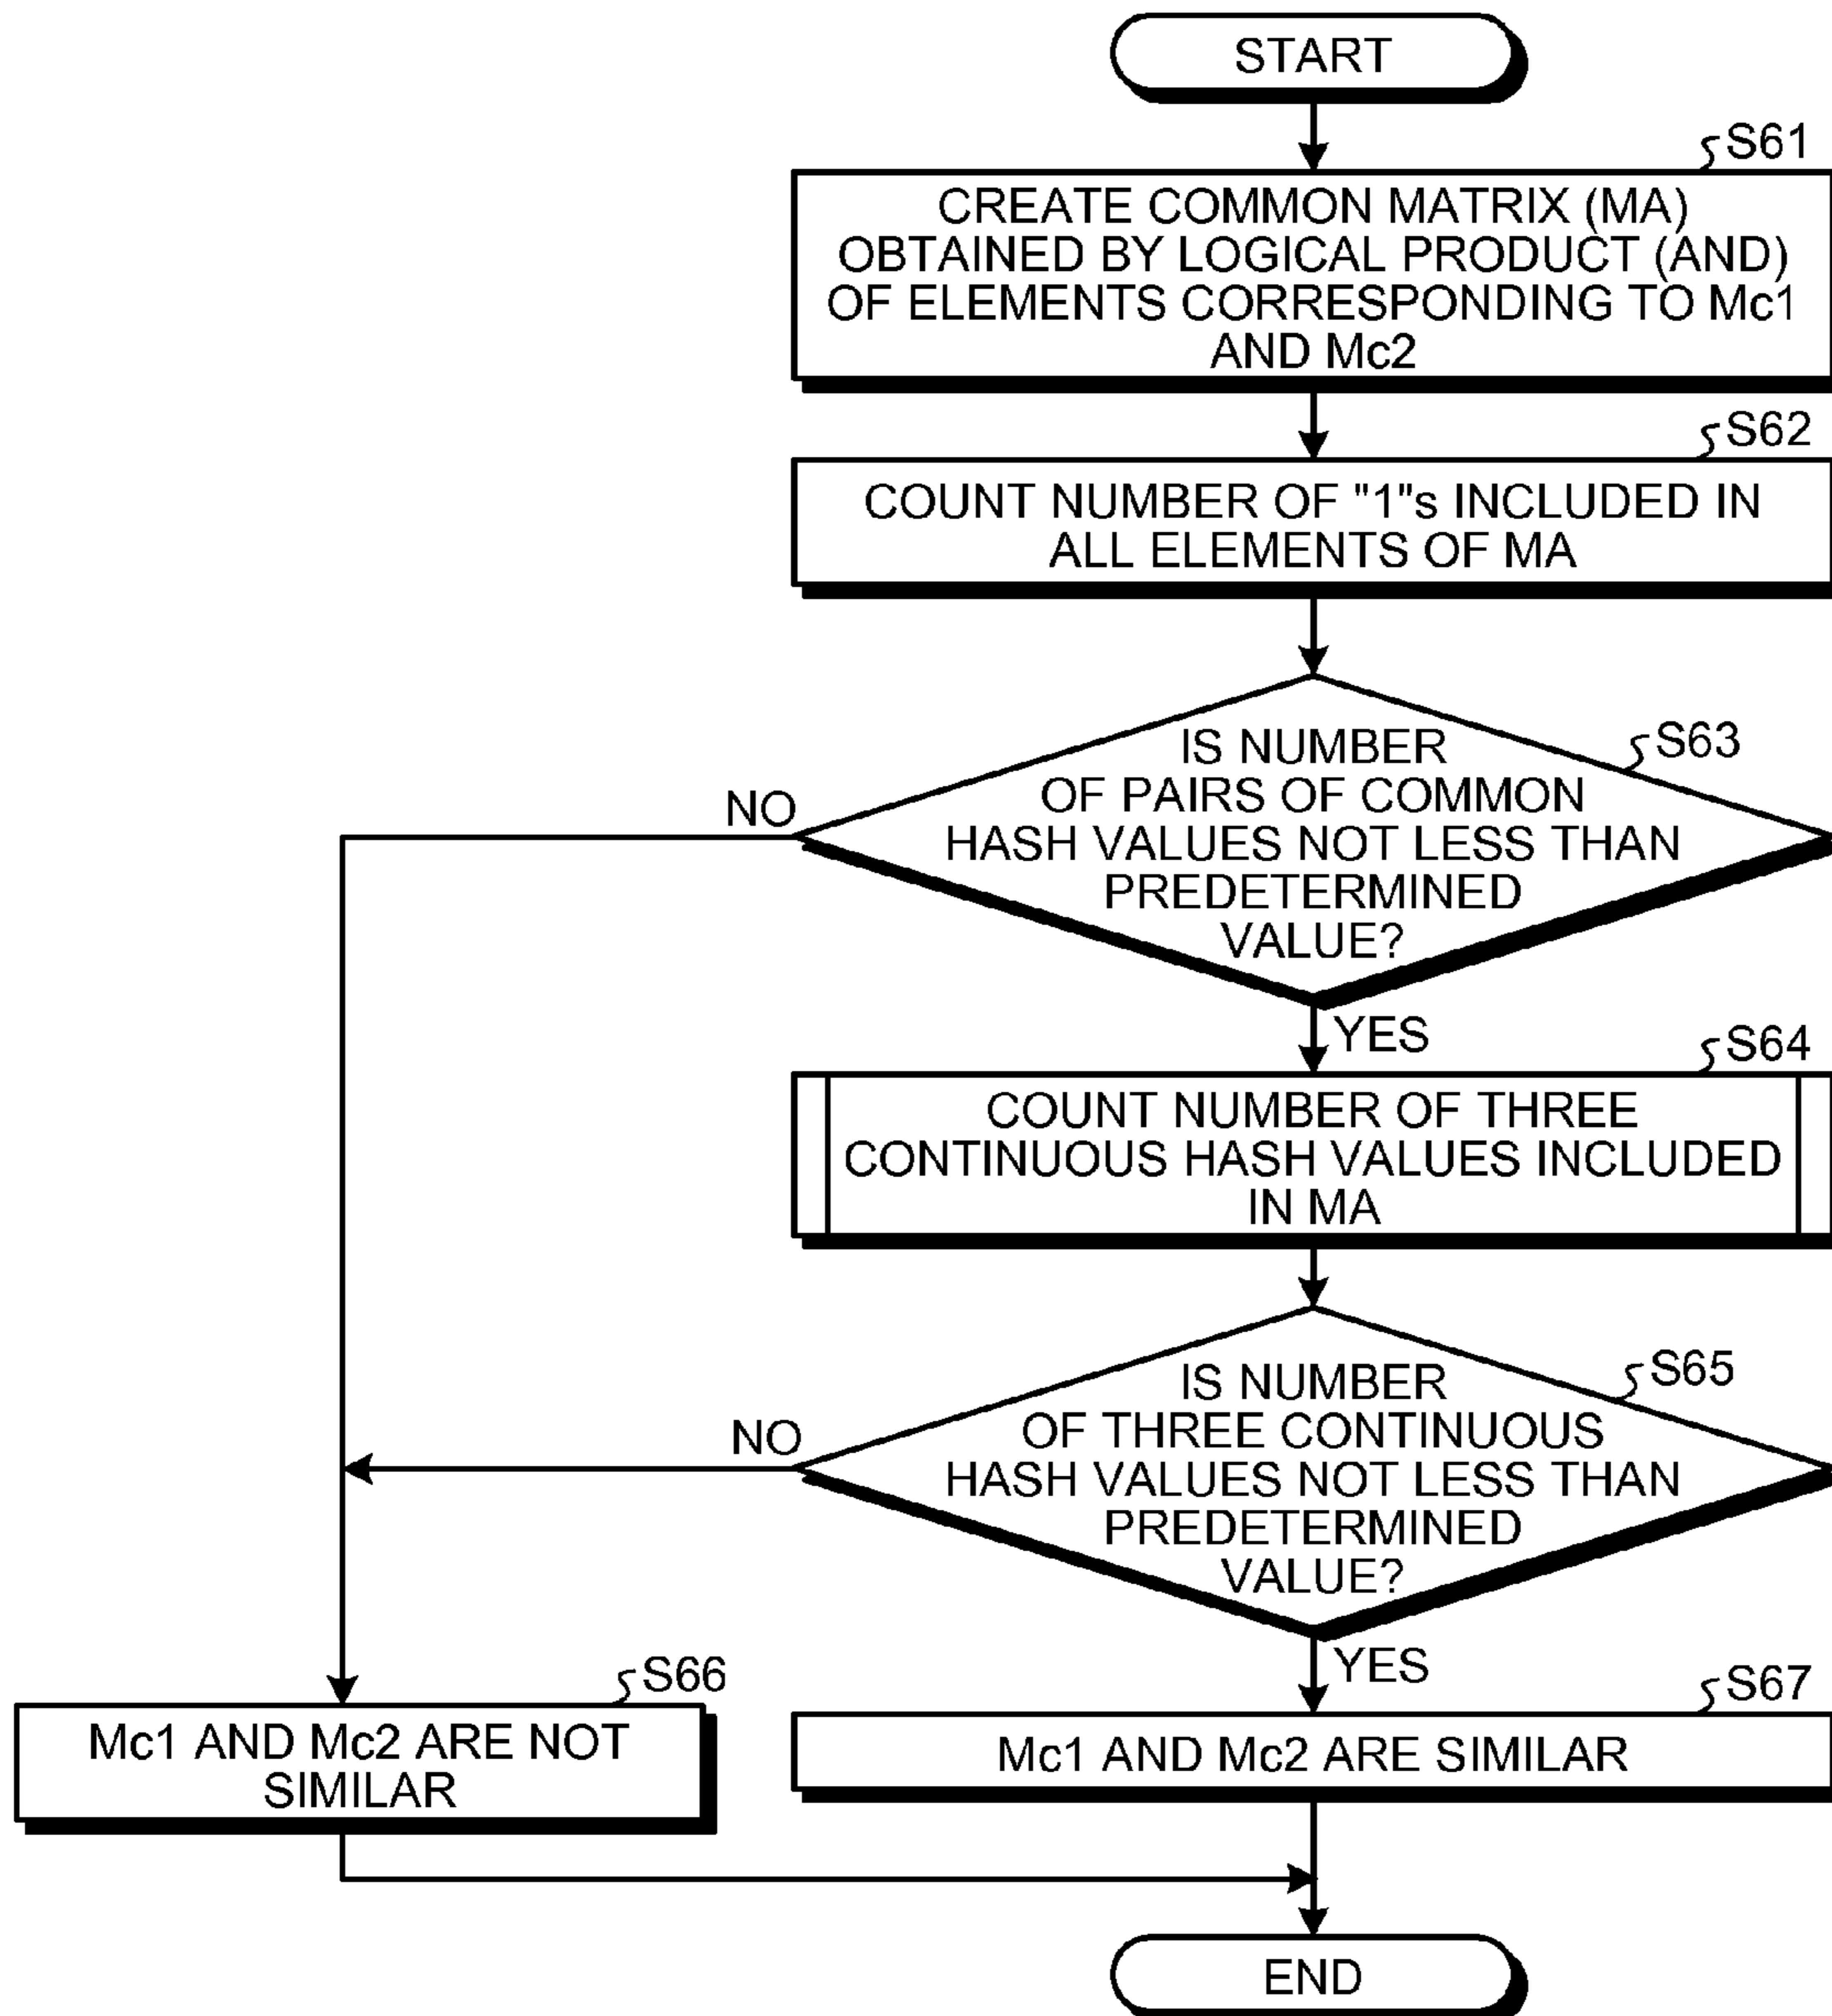 START
S61
CREATE COMMON MATRIX (MA)
OBTAINED BY LOGICAL PRODUCT (AND)
OF ELEMENTS CORRESPONDING TO Mc1
AND Mc2
S62
COUNT NUMBER OF "1"s INCLUDED IN
ALL ELEMENTS OF MA
S63
IS NUMBER
OF PAIRS OF COMMON
HASH VALUES NOT LESS THAN
PREDETERMINED
VALUE?
NO
YES
S64
COUNT NUMBER OF THREE
CONTINUOUS HASH VALUES INCLUDED
IN MA
S65
IS NUMBER
OF THREE CONTINUOUS
HASH VALUES NOT LESS THAN
PREDETERMINED
VALUE?
NO
YES
S66
Mc1 AND Mc2 ARE NOT
SIMILAR
S67
Mc1 AND Mc2 ARE SIMILAR
END